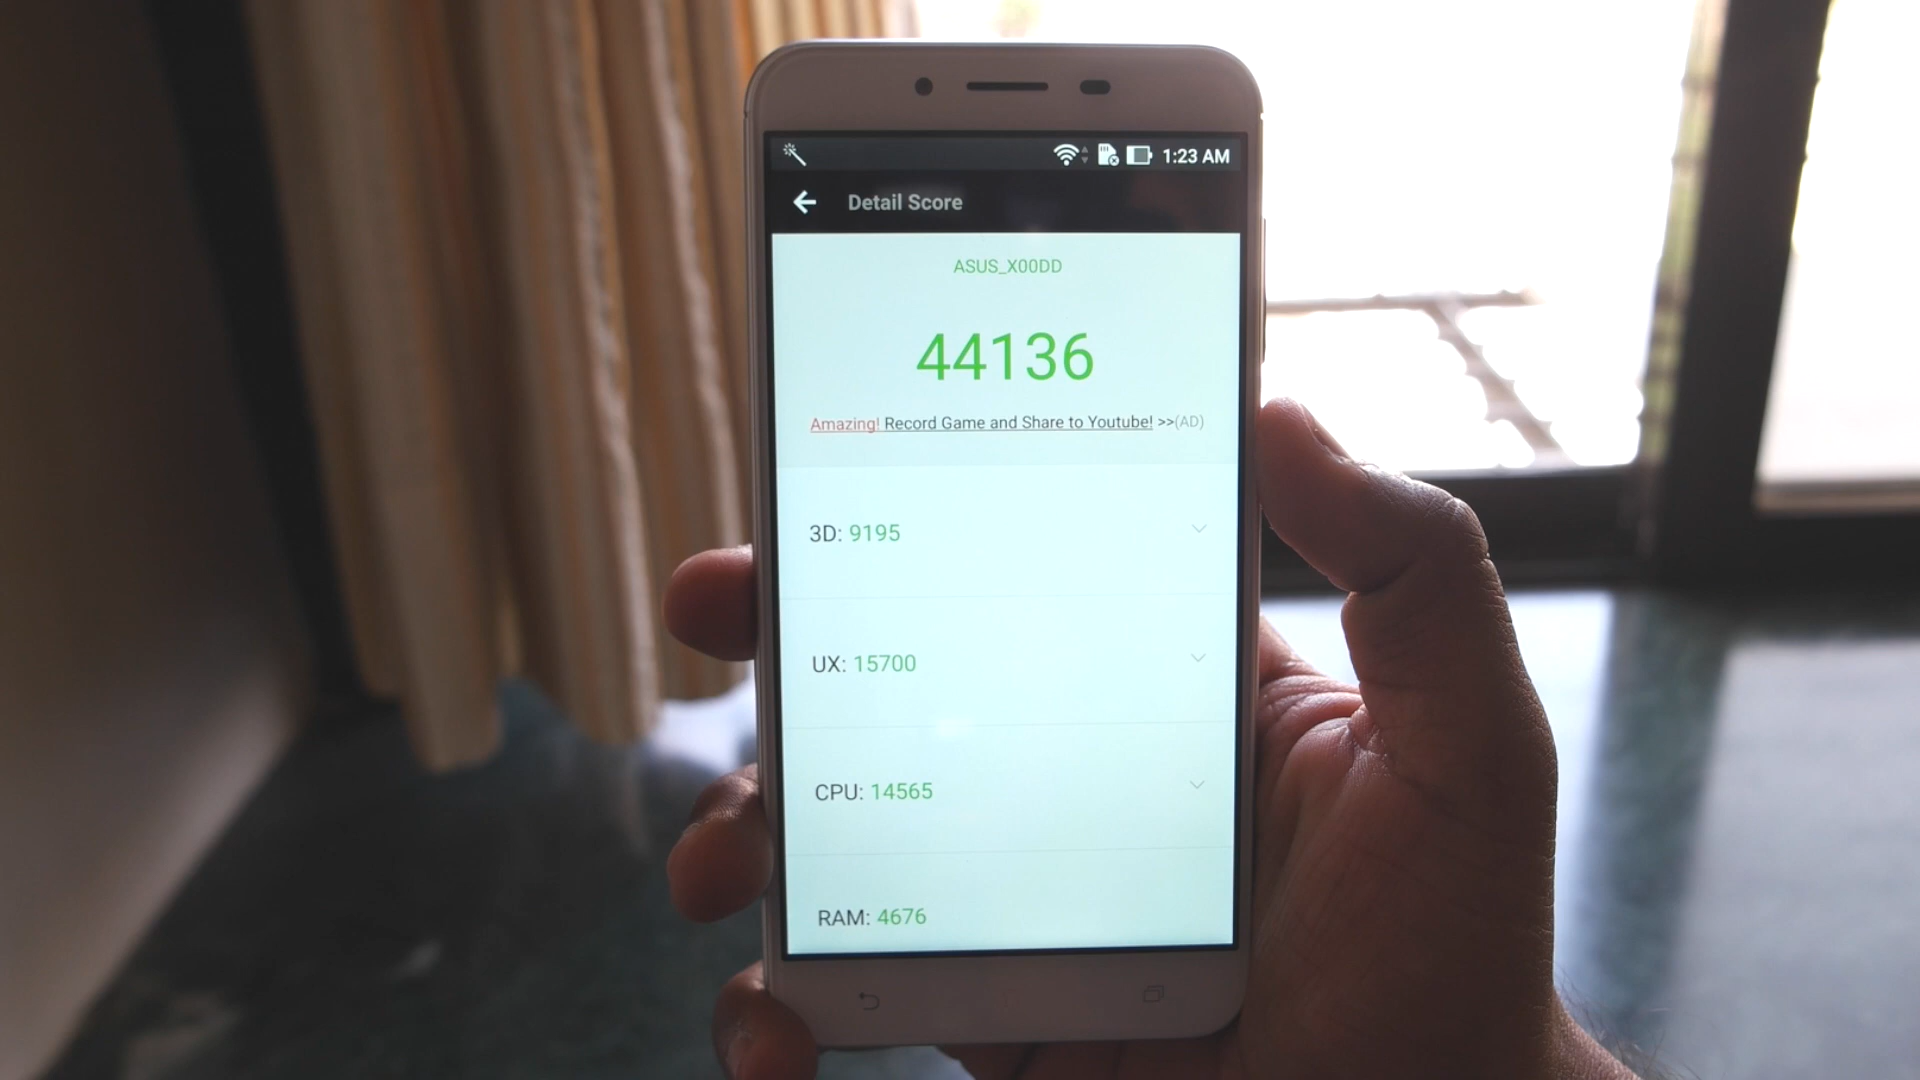 1:23 AM
Detail Score
ASUS_X00DD
44136
Amazing! Record Game and Share to Youtube! >>(AD)
3D: 9195
UX: 15700
CPU: 14565
RAM: 4676